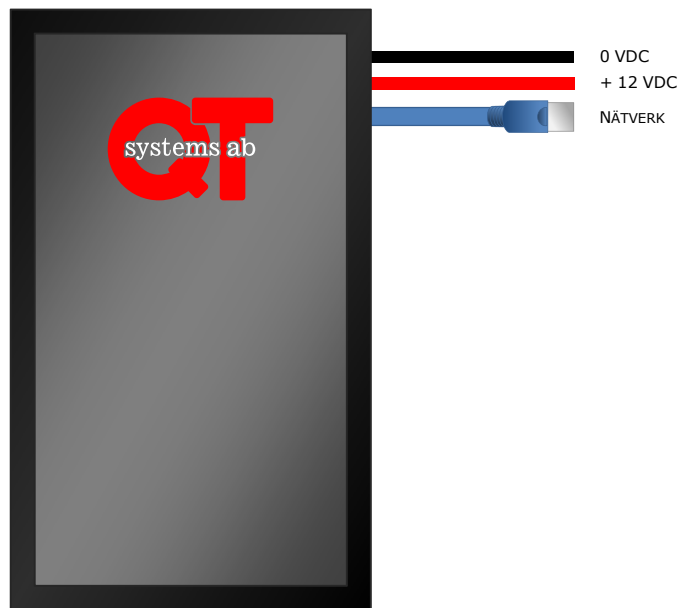 QT
systems ab
0 VDC
+ 12 VDC
NÄTVERK